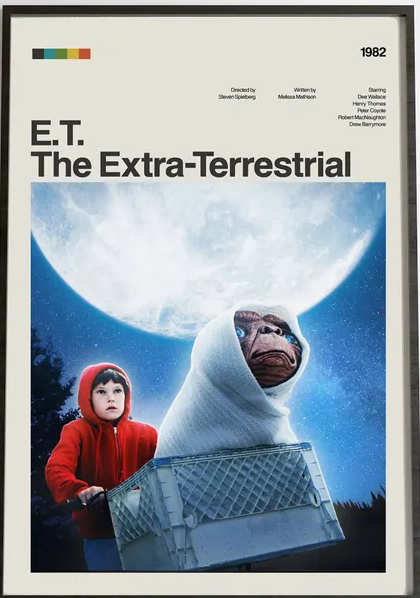 1982
Directed by
Steven Spielberg
Written by
Melissa Mathison
Starring
Dee Wallace
Henry Thomas
Peter Coyote
Robert MacNaughton
Drew Barrymore
E.T.
The Extra-Terrestrial